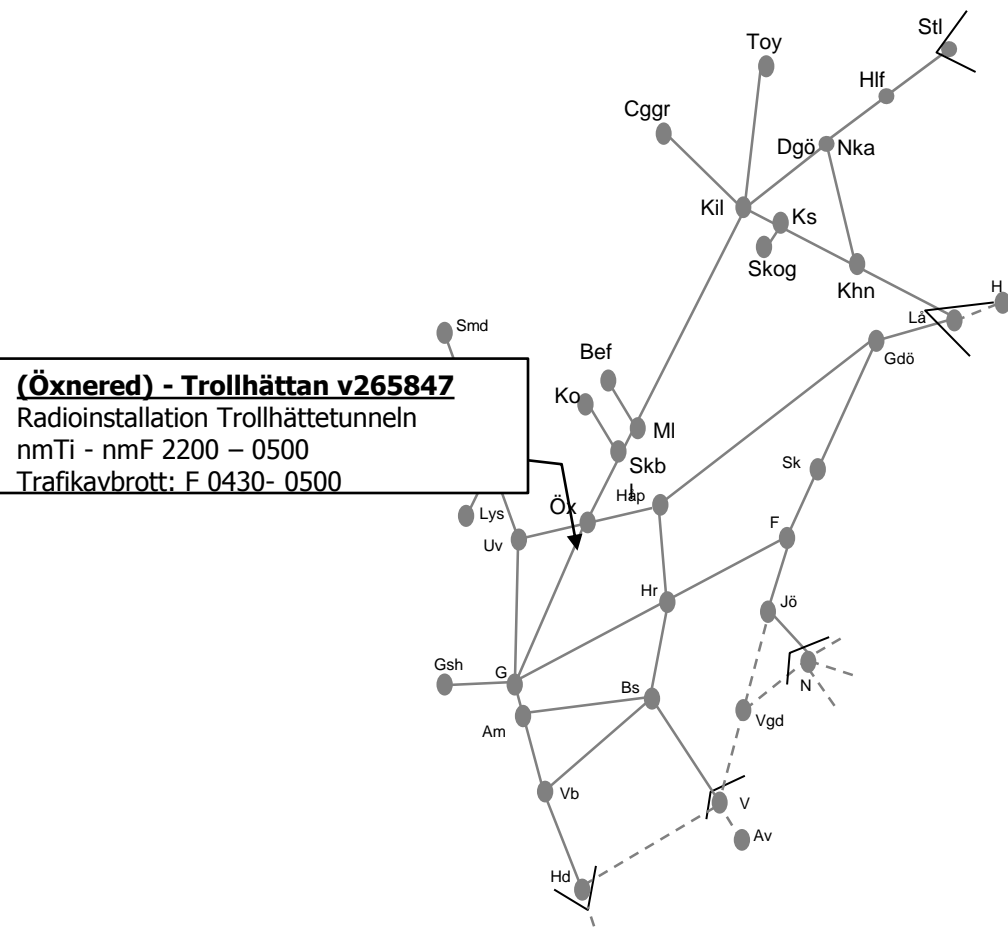 Stl
Toy
Hlf
Cggr
Dgö Nka
Kil
Ks
Skog
Khn
H
Lå
Smd
Gdö
Bef
(Öxnered) - Trollhättan v265847
Radioinstallation Trollhättetunneln
nmTi - nmF 2200 – 0500
Trafikavbrott: F 0430- 0500
Ko
Ml
Skb
Sk
Håp
Öx
Lys
Uv
F
Hr
Jö
Gsh
G
Bs
N
Am
Vgd
Vb
V
Av
Hd